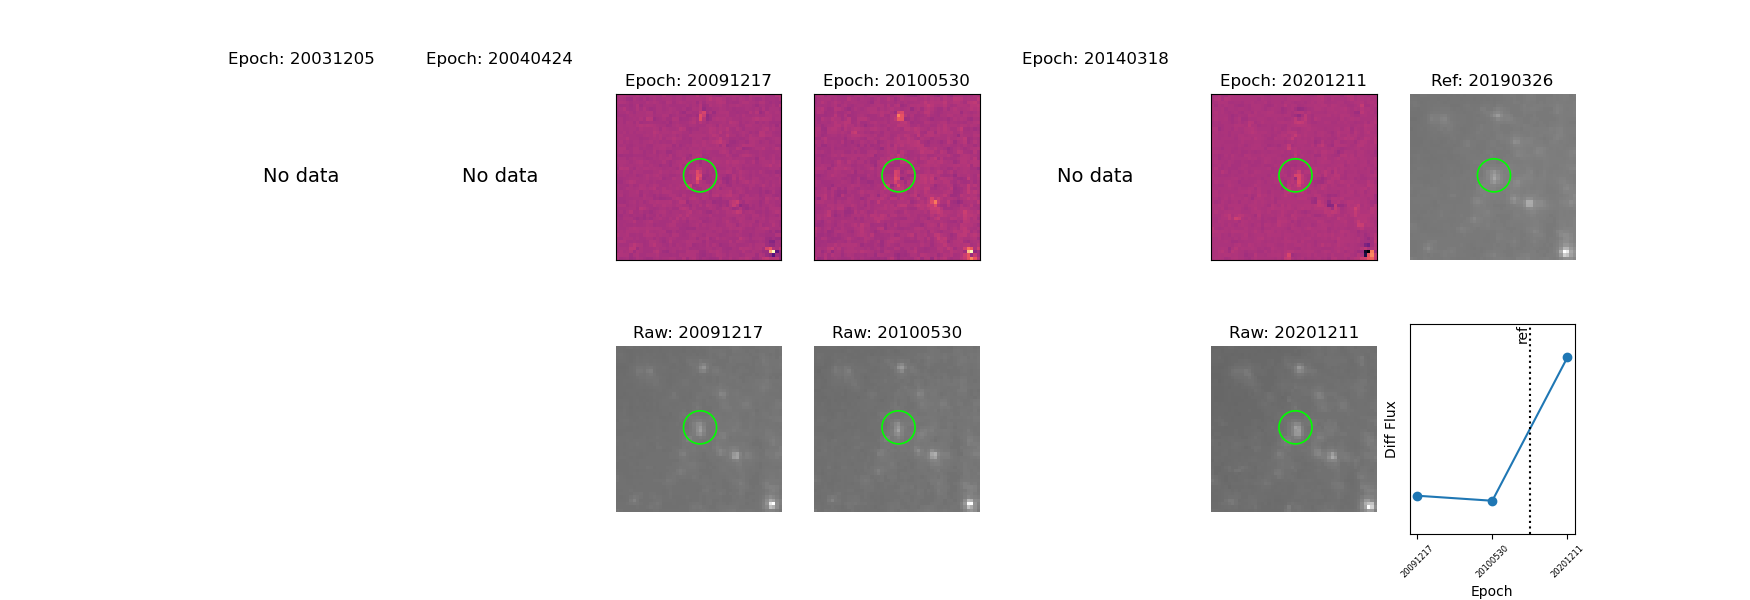 Epoch: 20031205
Epoch: 20040424
Epoch: 20091217
Epoch: 20100530
Epoch: 20140318
Epoch: 20201211
Ref: 20190326
No data
No data
No data
Raw: 20091217
Raw: 20100530
Raw: 20201211
ref
Diff Flux
20091217
20100530
20201211
Epoch